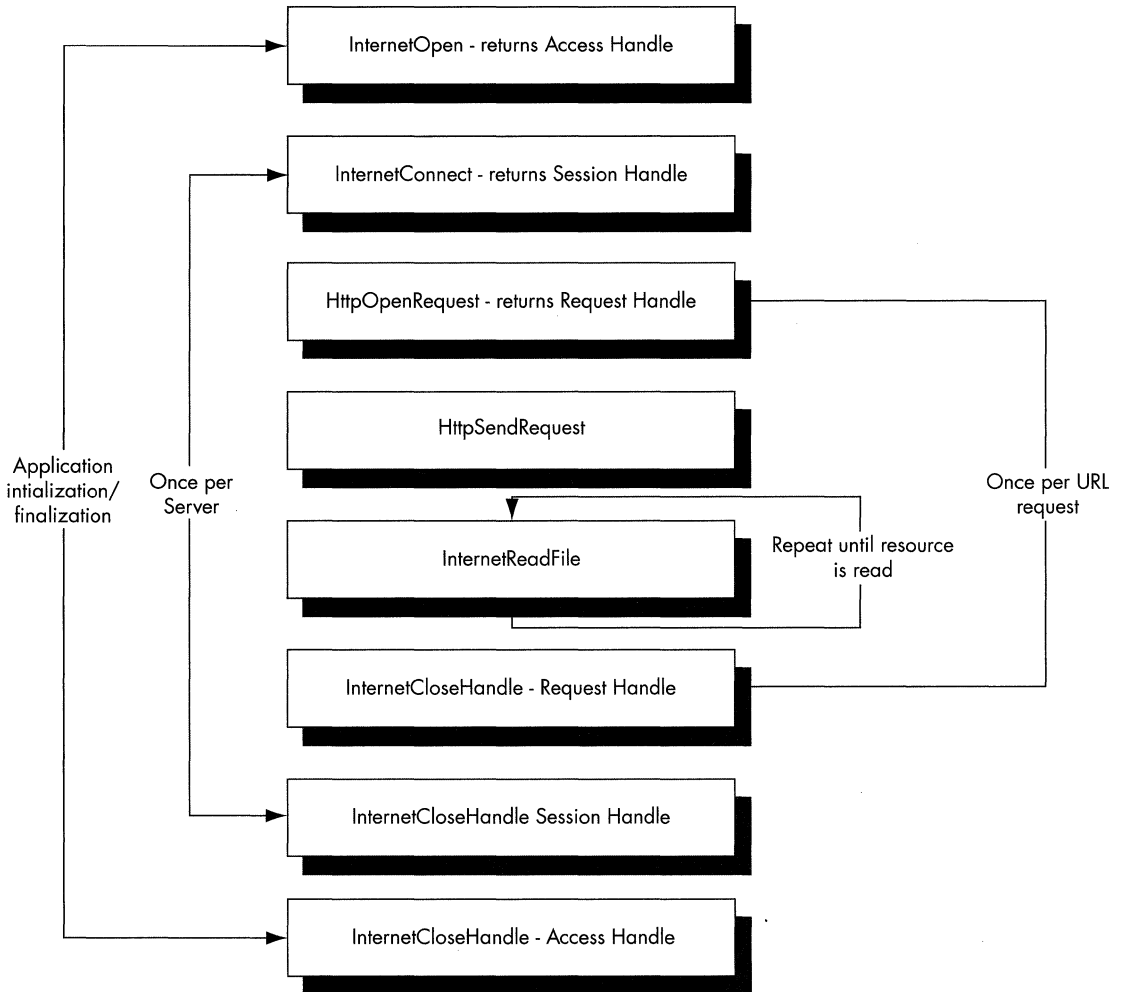 InternetOpen - returns Access Handle
InternetConnect - returns Session Handle
HttpOpenRequest - returns Request Handle
HttpSendRequest
Application
intialization/
finalization
Once per
Server
Once per URL
request
InternetReadFile
Repeat until resource
is read
InternetCloseHandle - Request Handle
InternetCloseHandle Session Handle
InternetCloseHandle - Access Handle